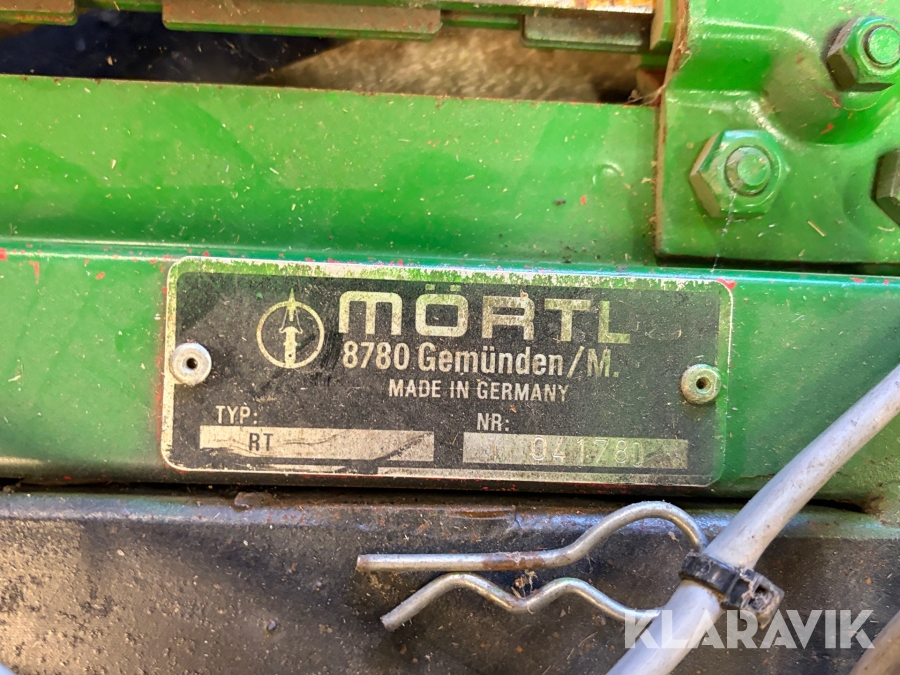 MÖRTL
8780 Gemünden/M.
MADE IN GERMANY
TYP: NR:
RT 041780
KLARAVIK